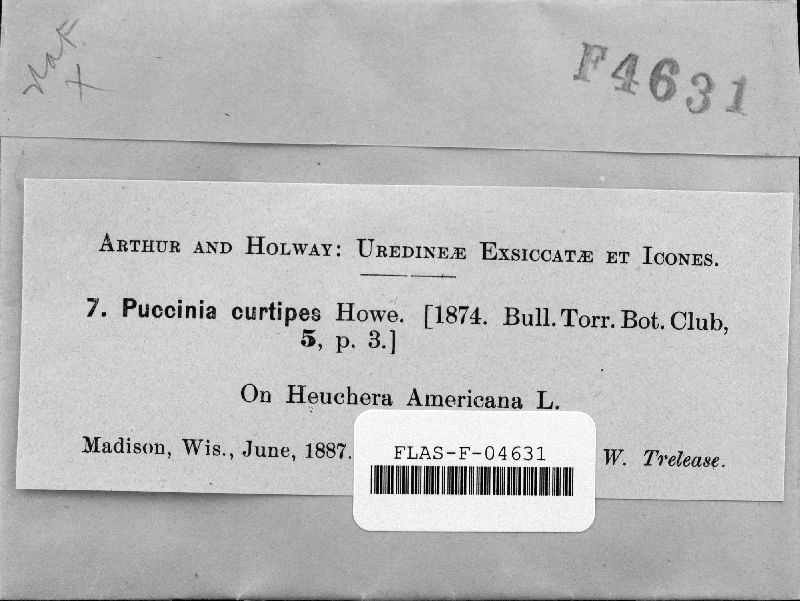 F4631
ARTHUR AND HOLWAY: UREDINEÆ EXSICCATÆ ET ICONES.
7. Puccinia curtipes Howe. [1874. Bull. Torr. Bot. Club,
5, p. 3.]
On Heuchera Americana L.
Madison, Wis., June, 1887. W. Trelease.
FLAS-F-04631